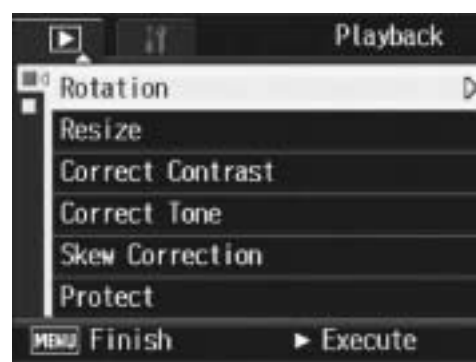 Playback
Rotation
Resize
Correct Contrast
Correct Tone
Skew Correction
Protect
MENU Finish ► Execute